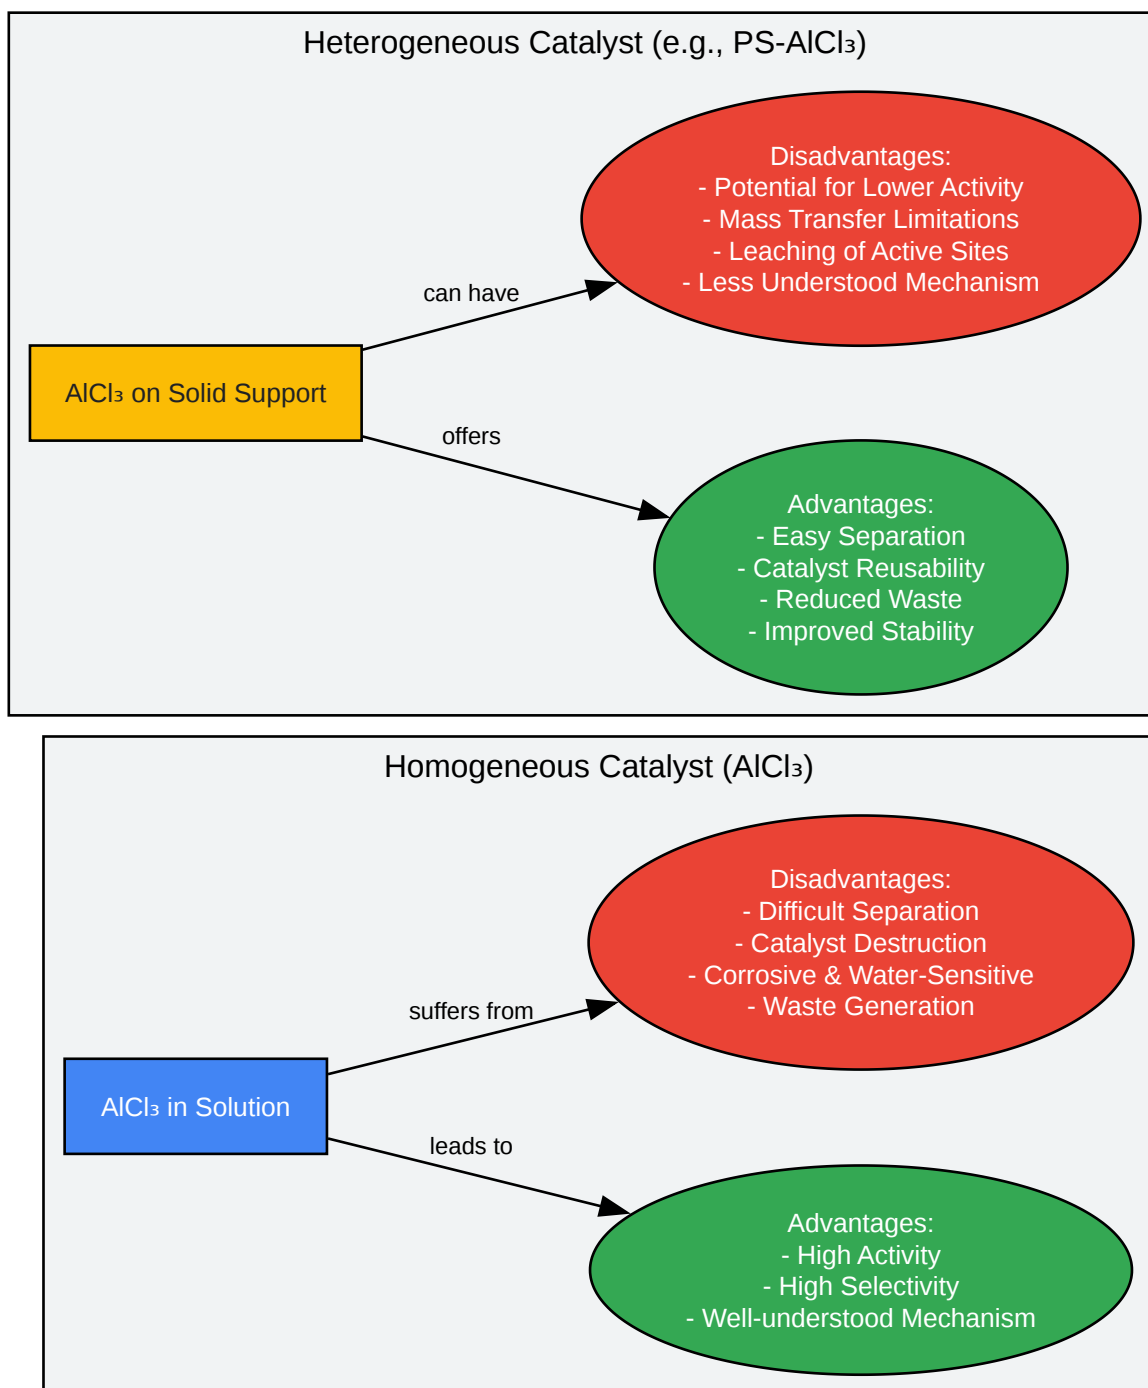 Heterogeneous Catalyst (e.g., PS-AlCl₃)
Disadvantages:
- Potential for Lower Activity
- Mass Transfer Limitations
- Leaching of Active Sites
- Less Understood Mechanism
can have
AlCl₃ on Solid Support
offers
Advantages:
- Easy Separation
- Catalyst Reusability
- Reduced Waste
- Improved Stability
Homogeneous Catalyst (AlCl₃)
Disadvantages:
- Difficult Separation
- Catalyst Destruction
- Corrosive & Water-Sensitive
- Waste Generation
suffers from
AlCl₃ in Solution
leads to
Advantages:
- High Activity
- High Selectivity
- Well-understood Mechanism